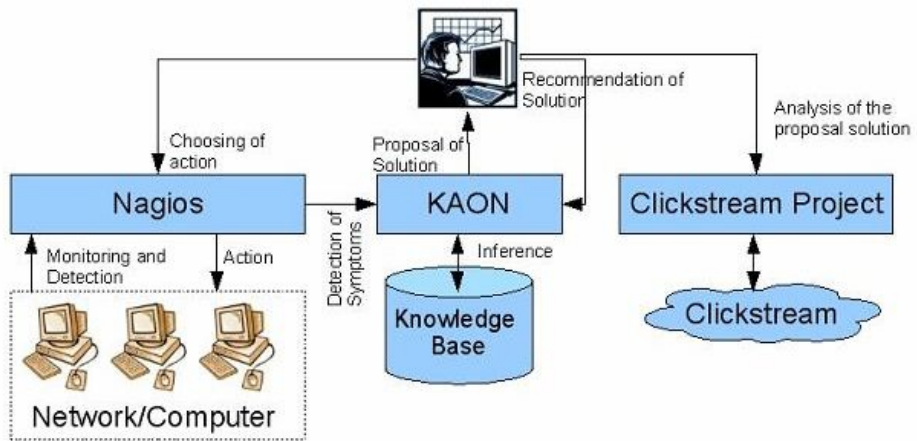 Recommendation of
Solution
Analysis of the
proposal solution
Choosing of
action
Proposal of
Solution
Nagios
KAON
Clickstream Project
Monitoring and
Detection
Action
Detection of
Symptoms
Inference
Knowledge
Base
Clickstream
Network/Computer